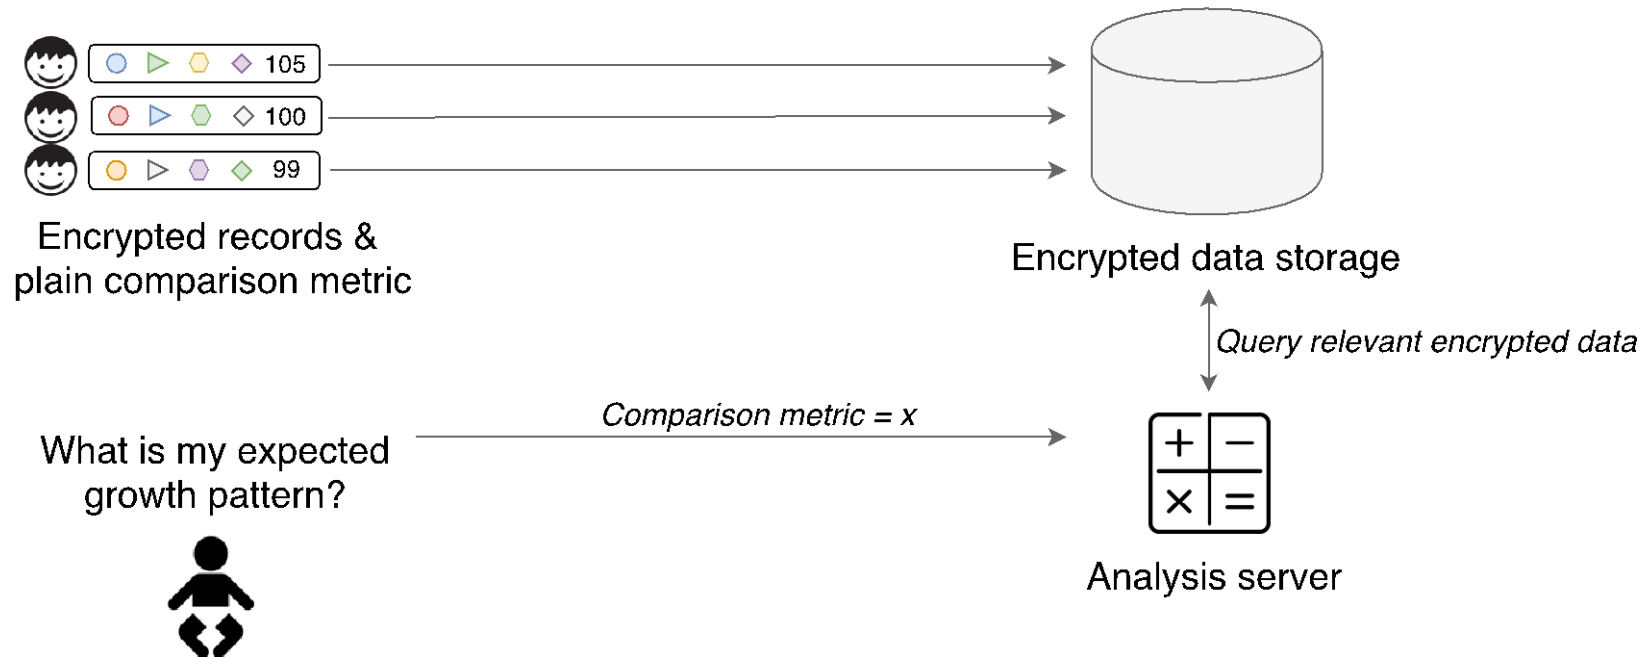 105
100
99
Encrypted records &
plain comparison metric
Encrypted data storage
Query relevant encrypted data
Comparison metric = x
What is my expected
growth pattern?
Analysis server